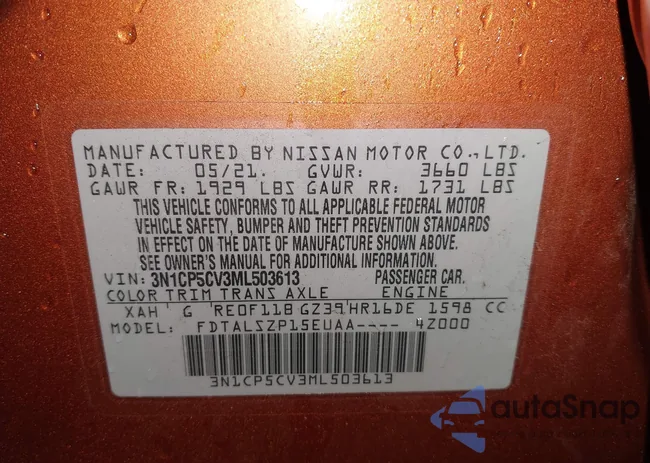 MANUFACTURED BY NISSAN MOTOR CO., LTD.
DATE: 05/21. GVWR: 3660 LBS
GAWR FR: 1929 LBS GAWR RR: 1731 LBS
THIS VEHICLE CONFORMS TO ALL APPLICABLE FEDERAL MOTOR
VEHICLE SAFETY, BUMPER AND THEFT PREVENTION STANDARDS
IN EFFECT ON THE DATE OF MANUFACTURE SHOWN ABOVE.
SEE OWNER'S MANUAL FOR ADDITIONAL INFORMATION.
VIN: 3N1CP5CV3ML503613 PASSENGER CAR.
COLOR TRIM TRANS AXLE ENGINE
XAH G RE0F11B GZ39 HR16DE 1598 CC
MODEL: FDTALSZP15EUAA---- 4Z000
3N1CP5CV3ML503613
autoSnap